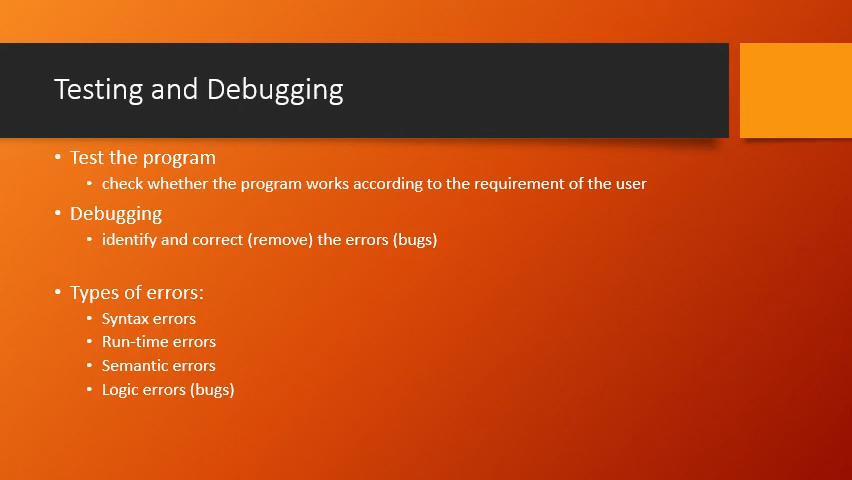 Testing and Debugging
• Test the program
• check whether the program works according to the requirement of the user
• Debugging
• identify and correct (remove) the errors (bugs)
• Types of errors:
• Syntax errors
• Run-time errors
• Semantic errors
• Logic errors (bugs)